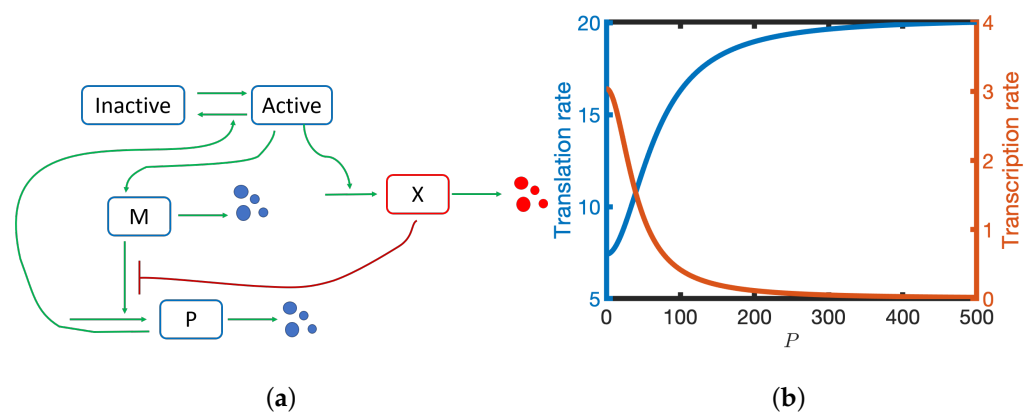 Inactive
Active
M
X
P
(a)
Translation rate
20
15
10
5
0
100
200
300
400
500
P
Transcription rate
4
3
2
1
0
(b)